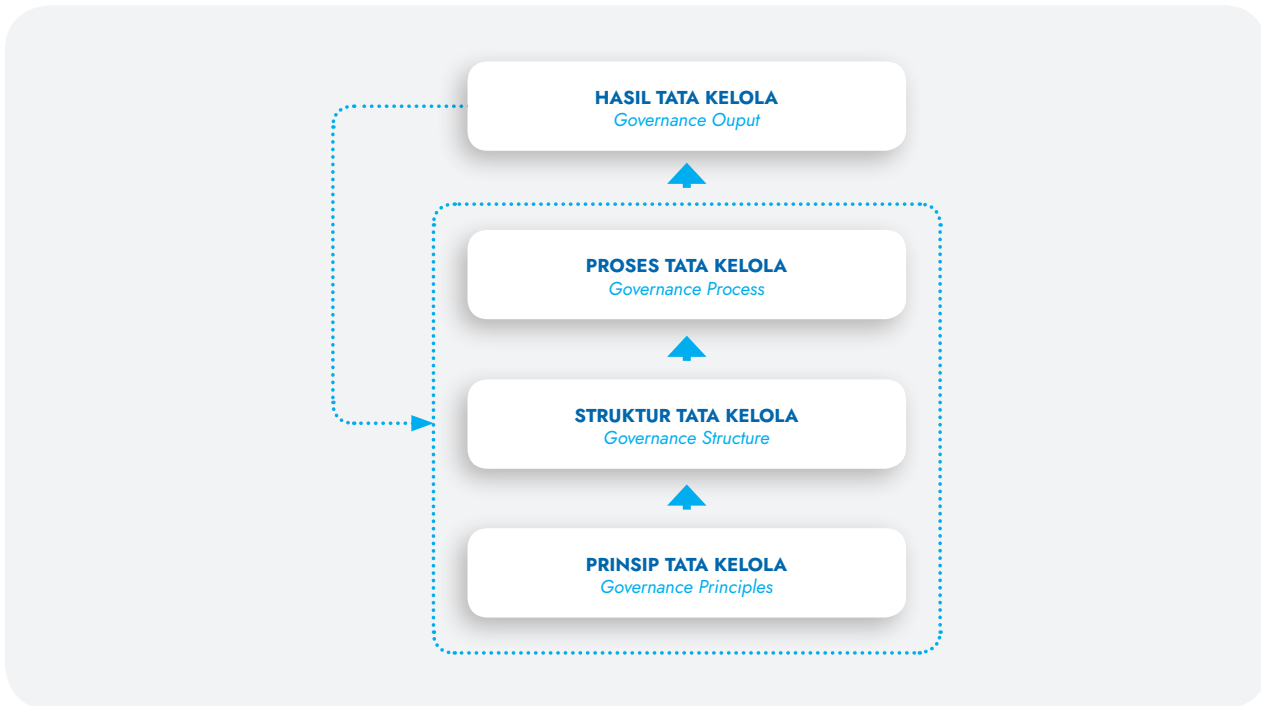 HASIL TATA KELOLA
Governance Ouput
PROSES TATA KELOLA
Governance Process
STRUKTUR TATA KELOLA
Governance Structure
PRINSIP TATA KELOLA
Governance Principles